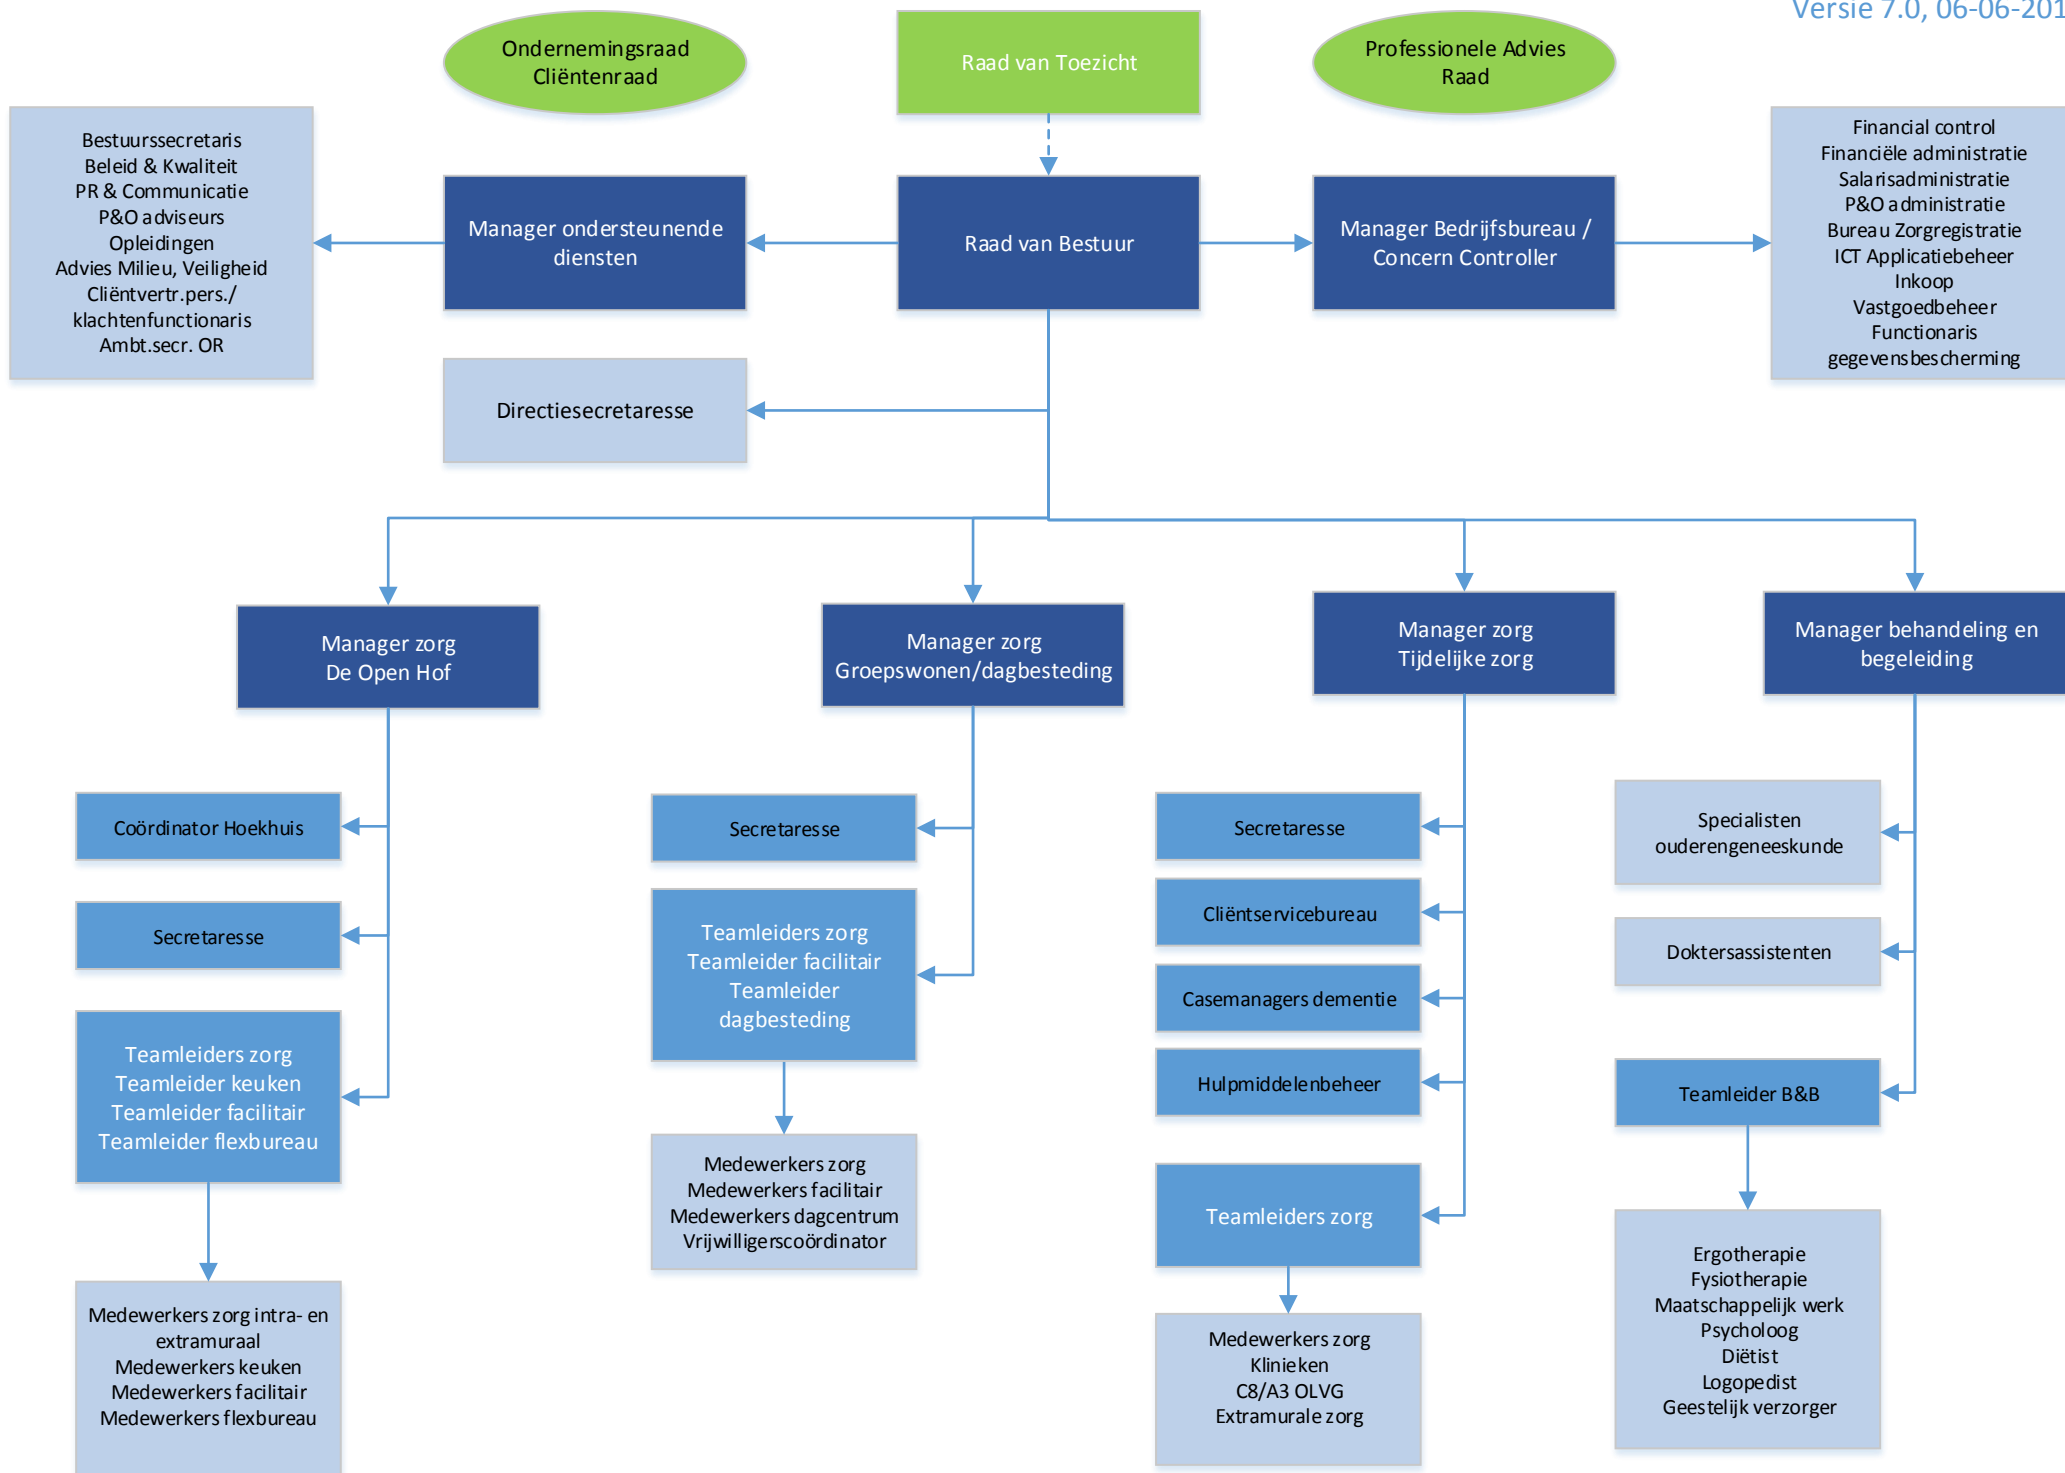 Versie 7.0, 06-06-201
Ondernemingsraad
Cliëntenraad
Raad van Toezicht
Professionele Advies
Raad
Bestuurssecretaris
Beleid & Kwaliteit
PR & Communicatie
P&O adviseurs
Opleidingen
Advies Milieu, Veiligheid
Cliëntvertr.pers./
klachtenfunctionaris
Ambt.secr. OR
Manager ondersteunende
diensten
Raad van Bestuur
Manager Bedrijfsbureau /
Concern Controller
Financial control
Financiële administratie
Salarisadministratie
P&O administratie
Bureau Zorgregistratie
ICT Applicatiebeheer
Inkoop
Vastgoedbeheer
Functionaris
gegevensbescherming
Directiesecretaresse
Manager zorg
De Open Hof
Manager zorg
Groepswonen/dagbesteding
Manager zorg
Tijdelijke zorg
Manager behandeling en
begeleiding
Coördinator Hoekhuis
Secretaresse
Teamleiders zorg
Teamleider keuken
Teamleider facilitair
Teamleider flexbureau
Medewerkers zorg intra- en
extramuraal
Medewerkers keuken
Medewerkers facilitair
Medewerkers flexbureau
Secretaresse
Teamleiders zorg
Teamleider facilitair
Teamleider
dagbesteding
Medewerkers zorg
Medewerkers facilitair
Medewerkers dagcentrum
Vrijwilligerscoördinator
Secretaresse
Cliëntservicebureau
Casemanagers dementie
Hulpmiddelenbeheer
Teamleiders zorg
Medewerkers zorg
Klinieken
C8/A3 OLVG
Extramurale zorg
Specialisten
ouderengeneeskunde
Doktersassistenten
Teamleider B&B
Ergotherapie
Fysiotherapie
Maatschappelijk werk
Psycholoog
Diëtist
Logopedist
Geestelijk verzorger